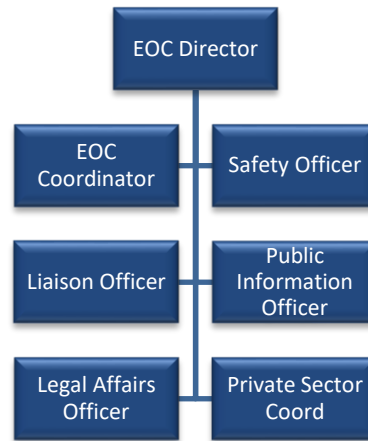 EOC Director
EOC
Coordinator
Safety Officer
Liaison Officer
Public
Information
Officer
Legal Affairs
Officer
Private Sector
Coord